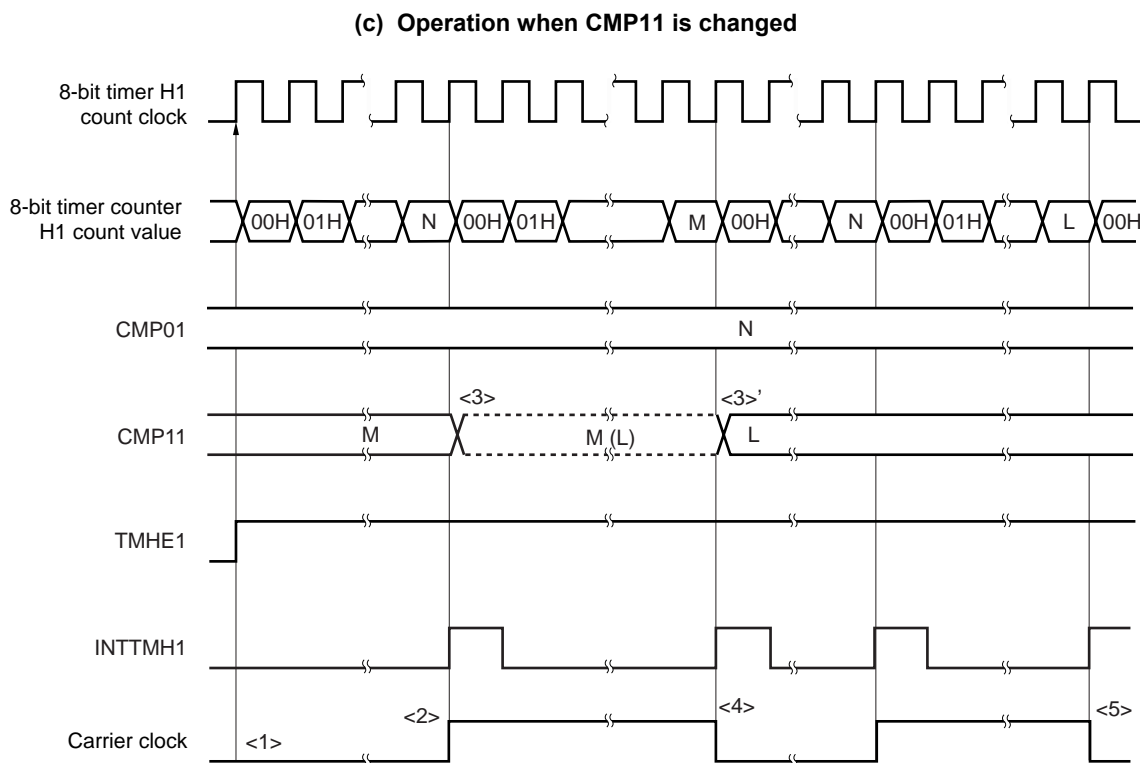 (c) Operation when CMP11 is changed
8-bit timer H1
count clock
8-bit timer counter
H1 count value
00H 01H N 00H 01H M 00H N 00H 01H L 00H
CMP01
N
<3> <3>’
CMP11
M M (L) L
TMHE1
INTTMH1
<2> <4> <5>
Carrier clock
<1>